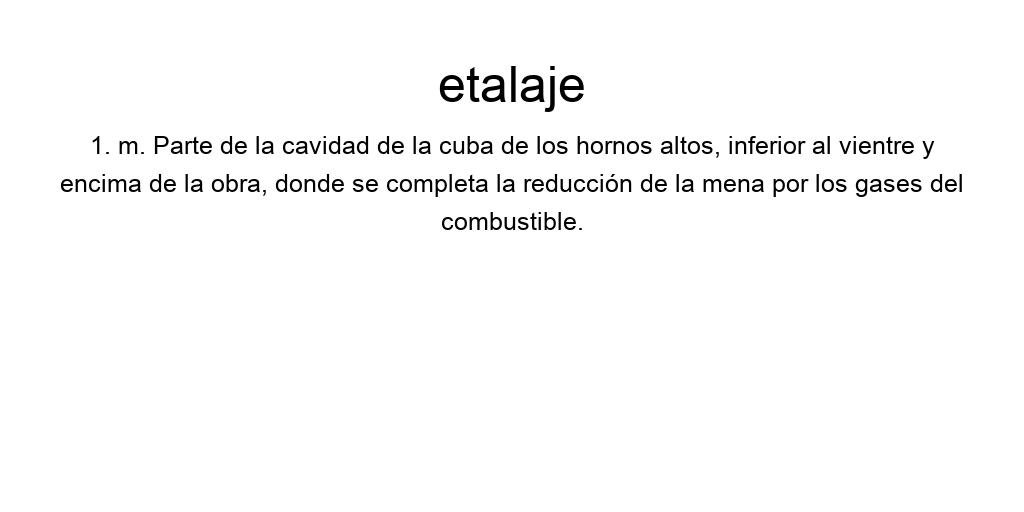 etalaje
1. m. Parte de la cavidad de la cuba de los hornos altos, inferior al vientre y
encima de la obra, donde se completa la reducción de la mena por los gases del
combustible.